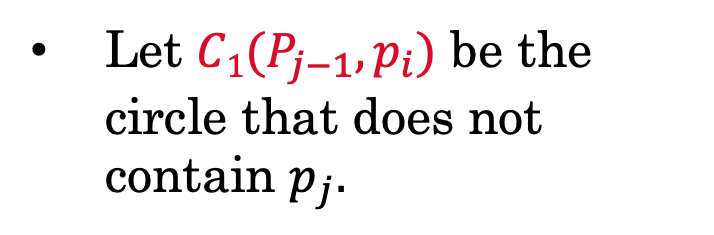 • Let C₁(Pⱼ₋₁, pᵢ) be the
circle that does not
contain pⱼ.